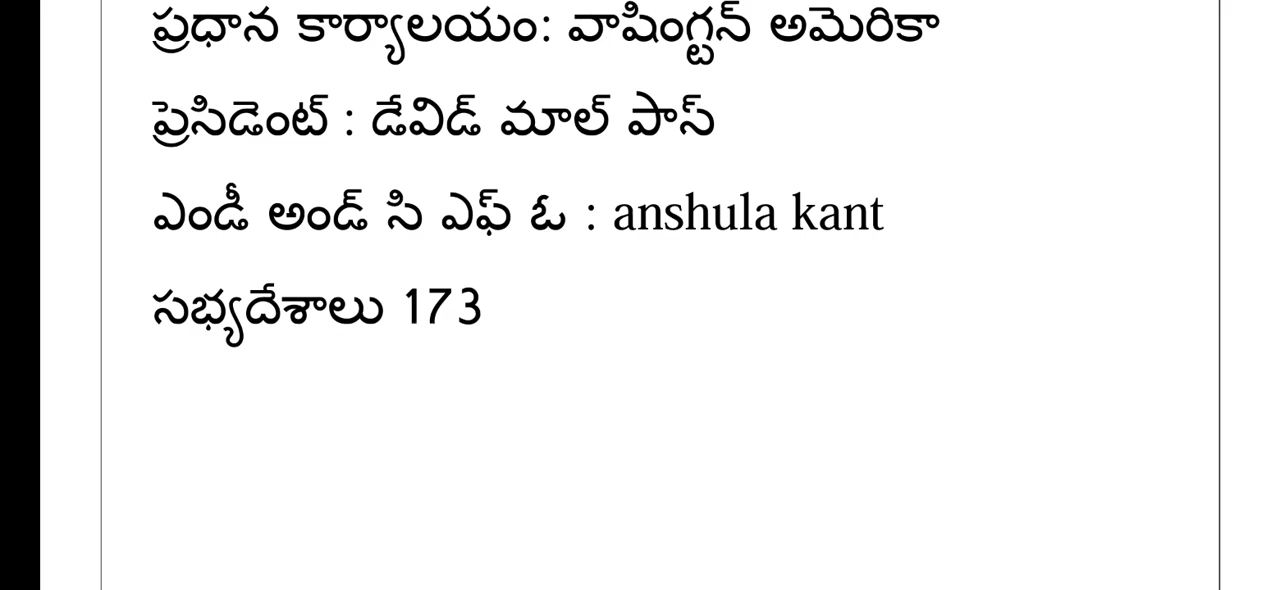 ప్రధాన కార్యాలయం: వాషింగ్టన్ అమెరికా
ప్రెసిడెంట్ : డేవిడ్ మాల్ పాస్
ఎండీ అండ్ సి ఎఫ్ ఓ : anshula kant
సభ్యదేశాలు 173